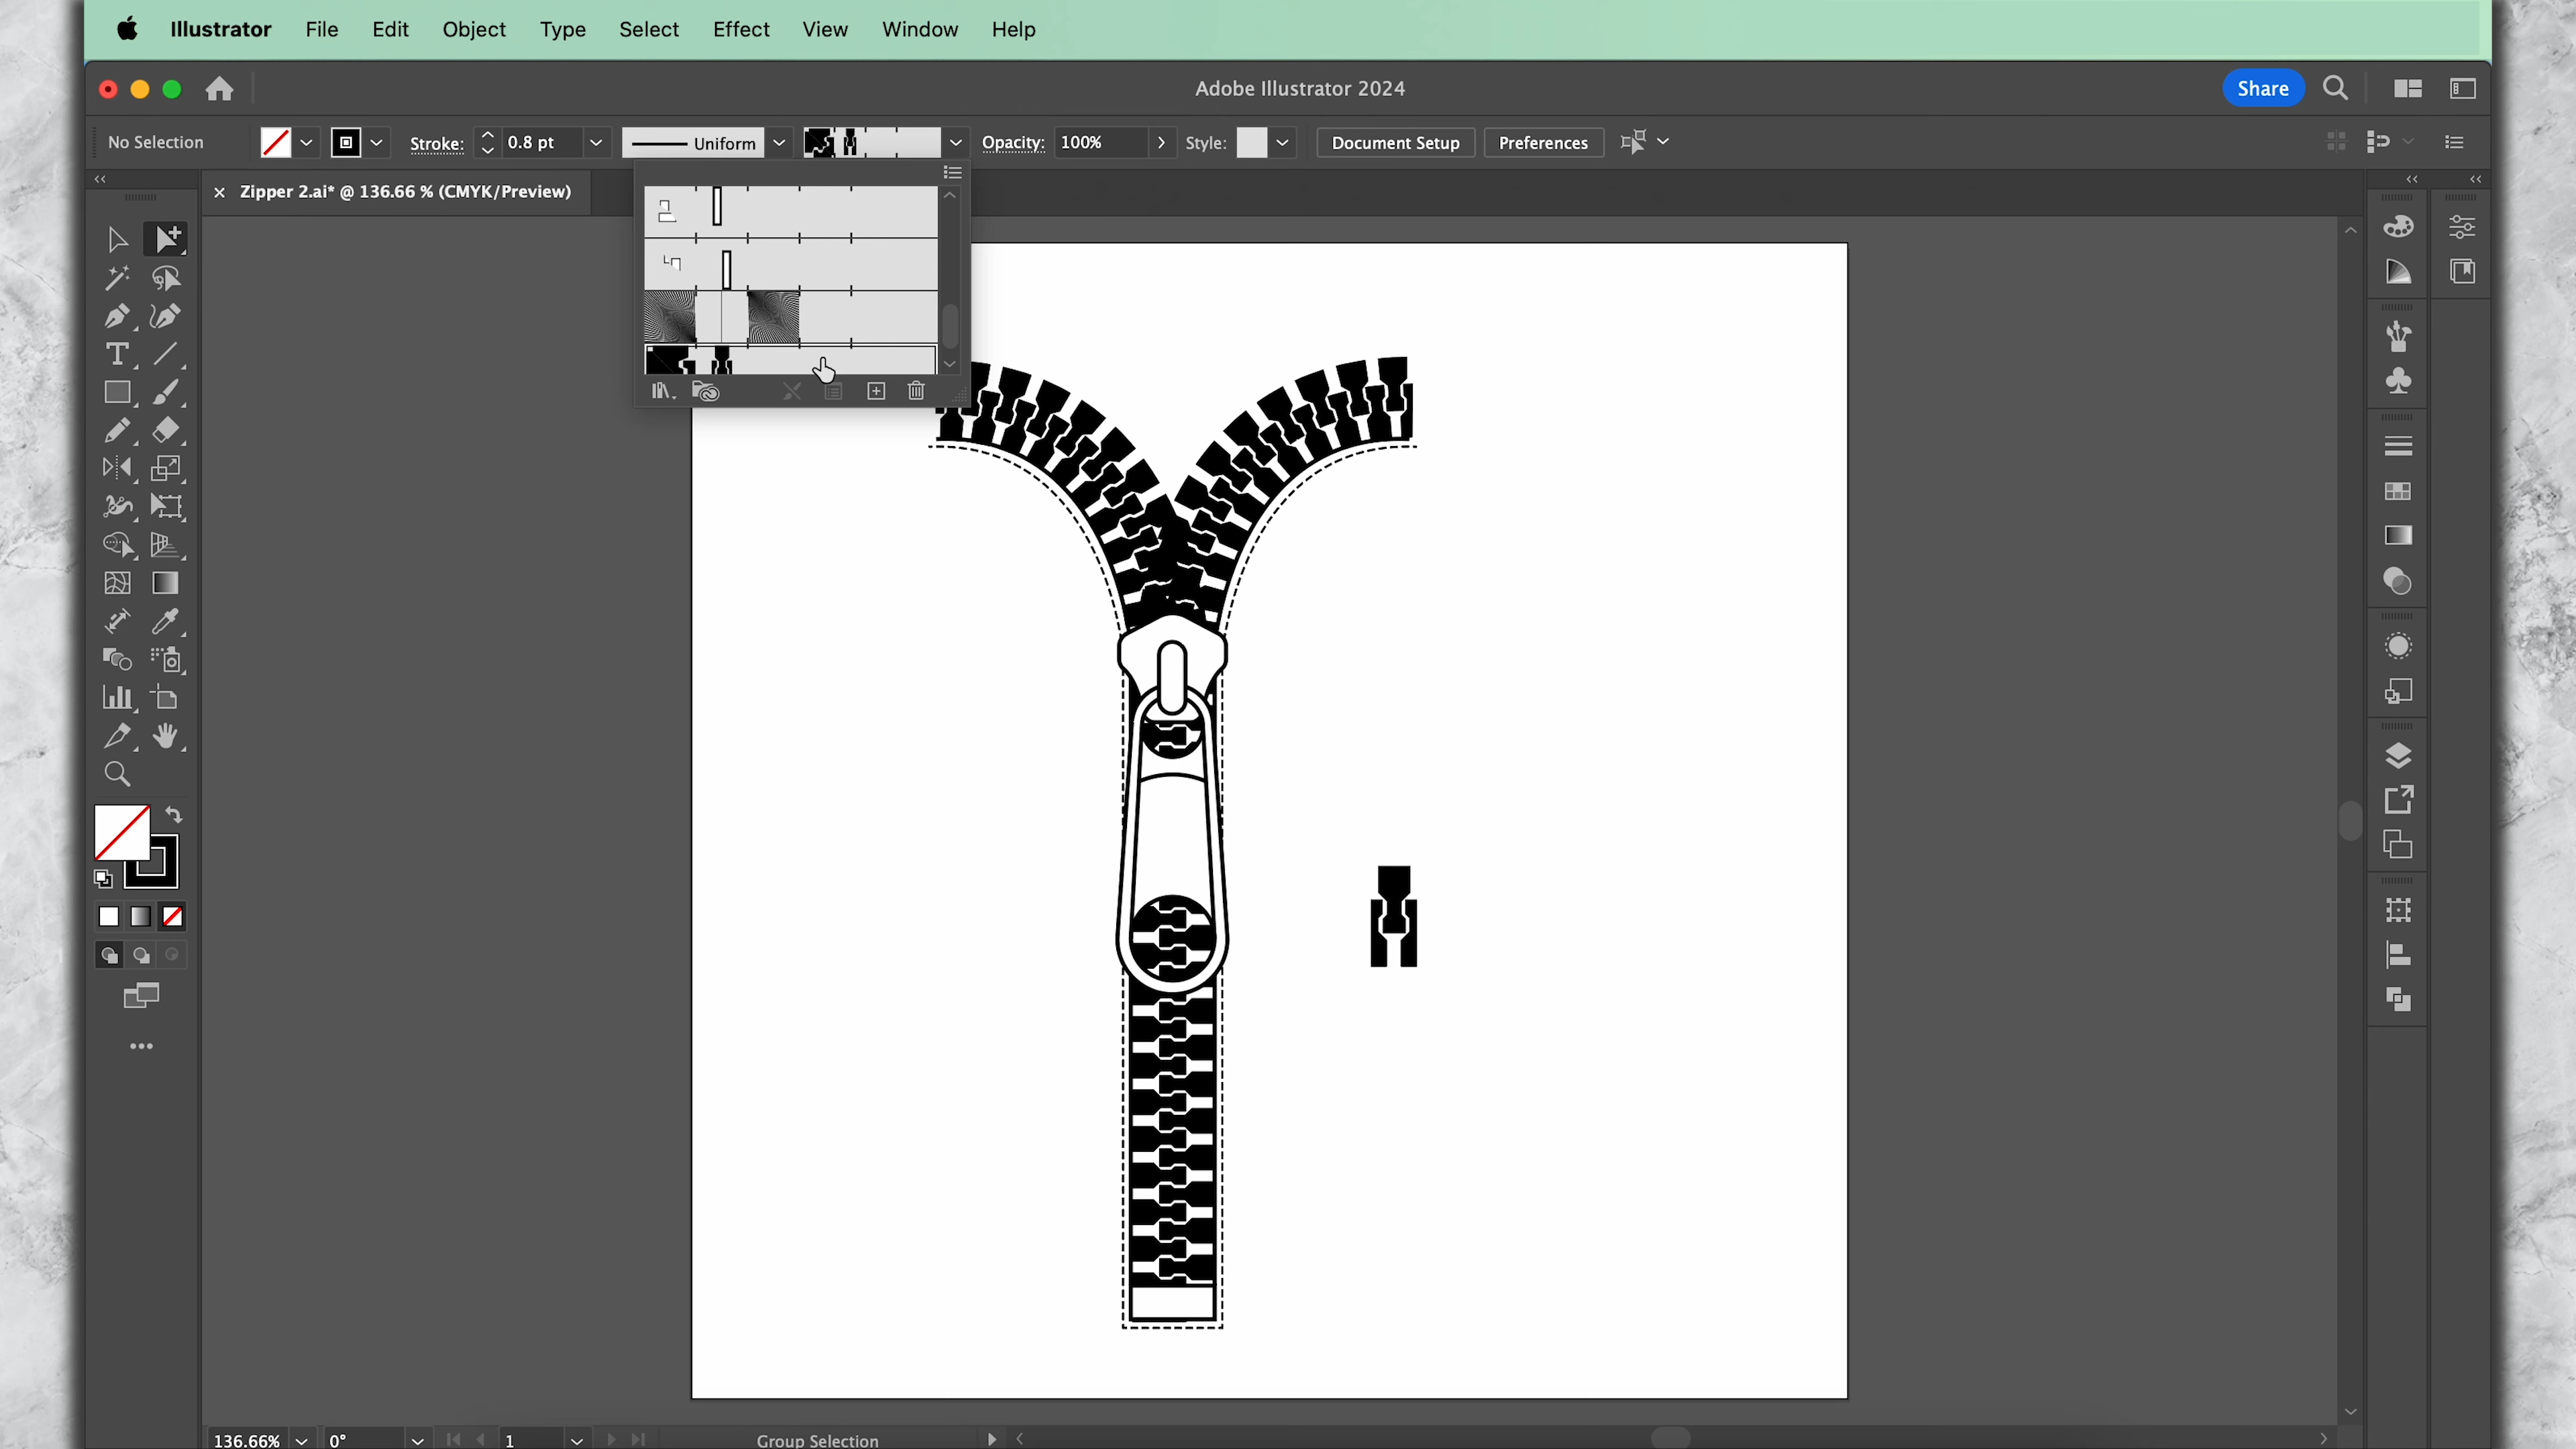 Illustrator File Edit Object Type Select Effect View Window Help
Adobe Illustrator 2024
Share
No Selection
Stroke:
0.8 pt
Uniform
Opacity:
100%
Style:
Document Setup
Preferences
Zipper 2.ai* @ 136.66 % (CMYK/Preview)
136.66%
0°
1
Group Selection